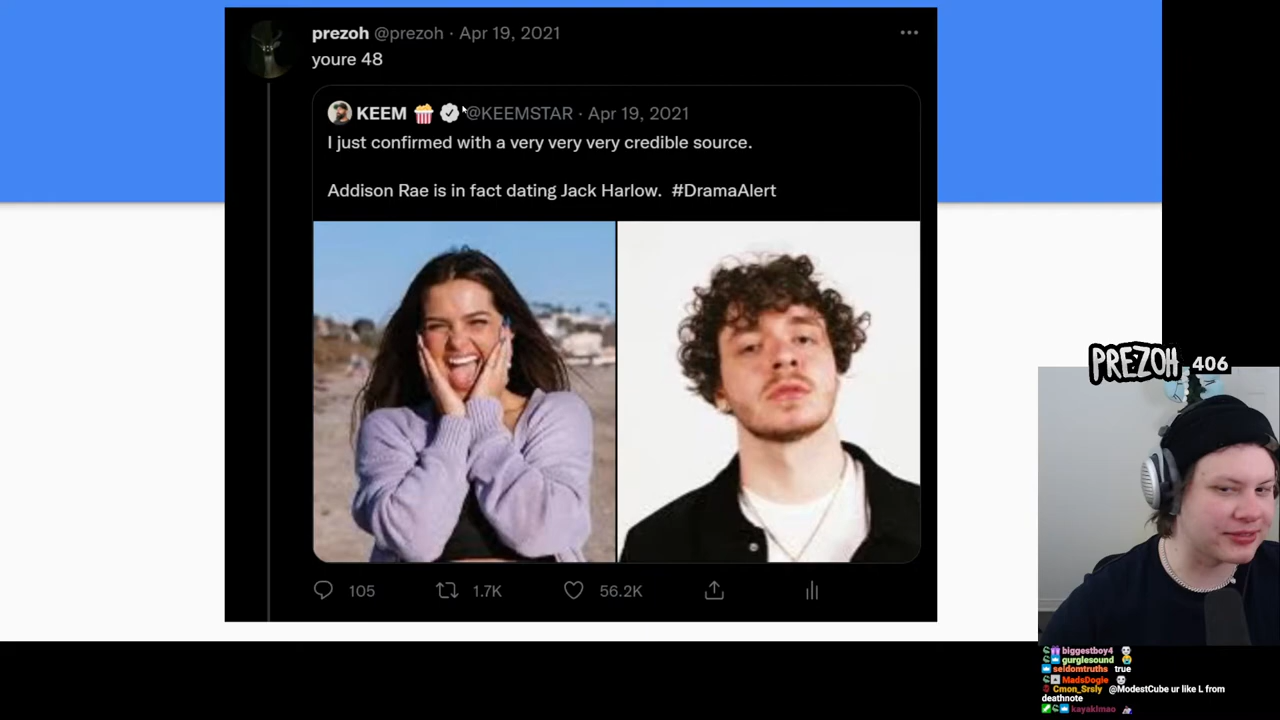 prezoh @prezoh · Apr 19, 2021
youre 48
KEEM 🍿 @KEEMSTAR · Apr 19, 2021
I just confirmed with a very very very credible source.
Addison Rae is in fact dating Jack Harlow. #DramaAlert
105 1.7K 56.2K
PREZOH 406
biggestboy4
gurglesound
seldomtruths true
MadsDogie
Cmon_Srsly @ModestCube ur like L from
deathnote
kayaklmao